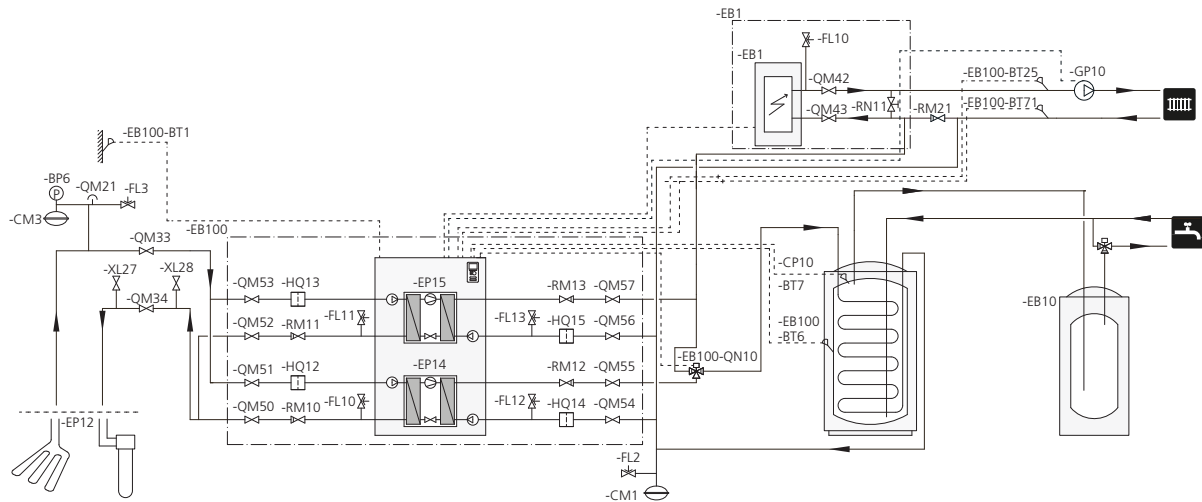 -EB1
-FL10
-EB1
-QM42
-EB100-BT25
-GP10
-QM43
-RN11
-RM21
-EB100-BT71
-EB100-BT1
-BP6
P
-QM21
-FL3
-CM3
-QM33
-EB100
-XL27
-XL28
-QM34
-QM53
-HQ13
-EP15
-RM13
-QM57
-CP10
-BT7
-EB10
-QM52
-RM11
-FL11
-FL13
-HQ15
-QM56
-EB100
-BT6
-QM51
-HQ12
-EP14
-RM12
-QM55
-EB100-QN10
-QM50
-RM10
-FL10
-FL12
-HQ14
-QM54
-EP12
-FL2
-CM1